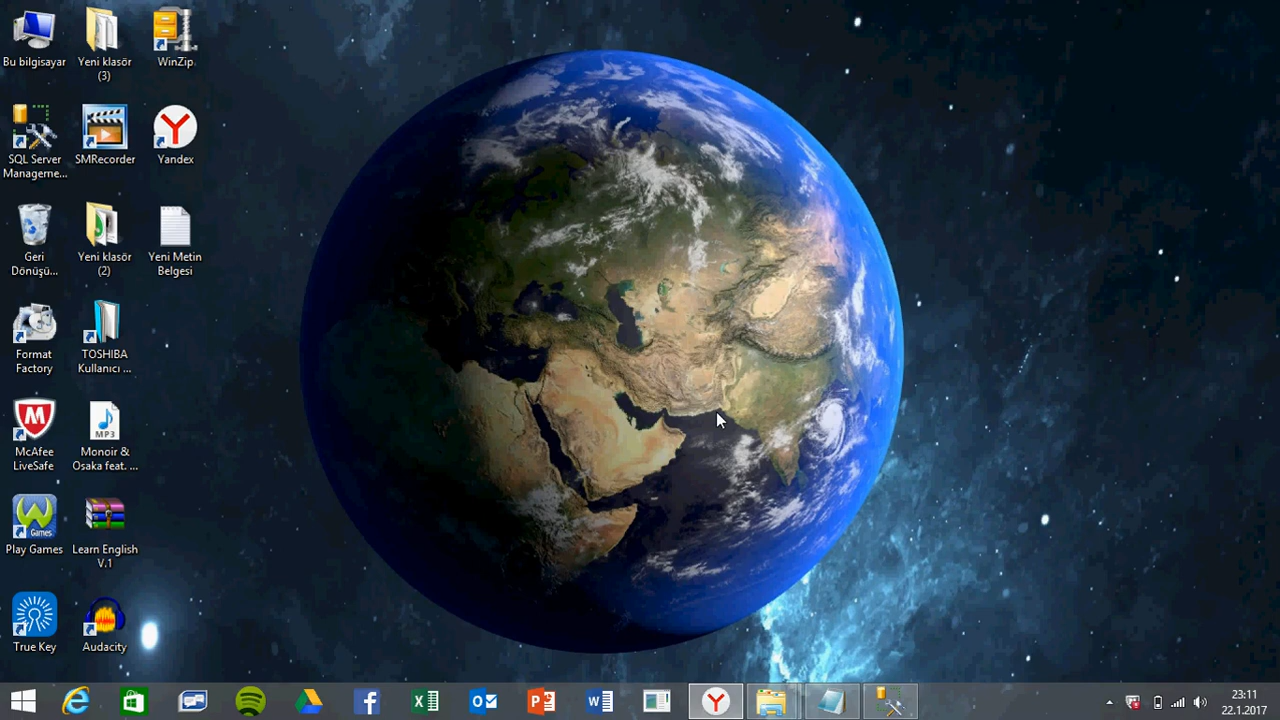 Bu bilgisayar
Yeni klasör
(3)
WinZip
SQL Server
Manageme...
SMRecorder
Yandex
Geri
Dönüşü...
Yeni klasör
(2)
Yeni Metin
Belgesi
Format
Factory
TOSHIBA
Kullanıcı ...
McAfee
LiveSafe
MP3
Monoir &
Osaka feat. ...
Games
Play Games
Learn English
V.1
True Key
Audacity
23:11
22.1.2017